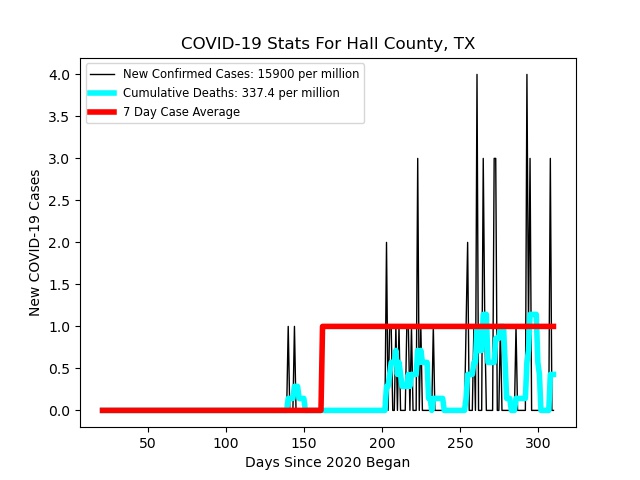 COVID-19 Stats For Hall County, TX
New Confirmed Cases: 15900 per million
Cumulative Deaths: 337.4 per million
7 Day Case Average
New COVID-19 Cases
4.0
3.5
3.0
2.5
2.0
1.5
1.0
0.5
0.0
50 100 150 200 250 300
Days Since 2020 Began